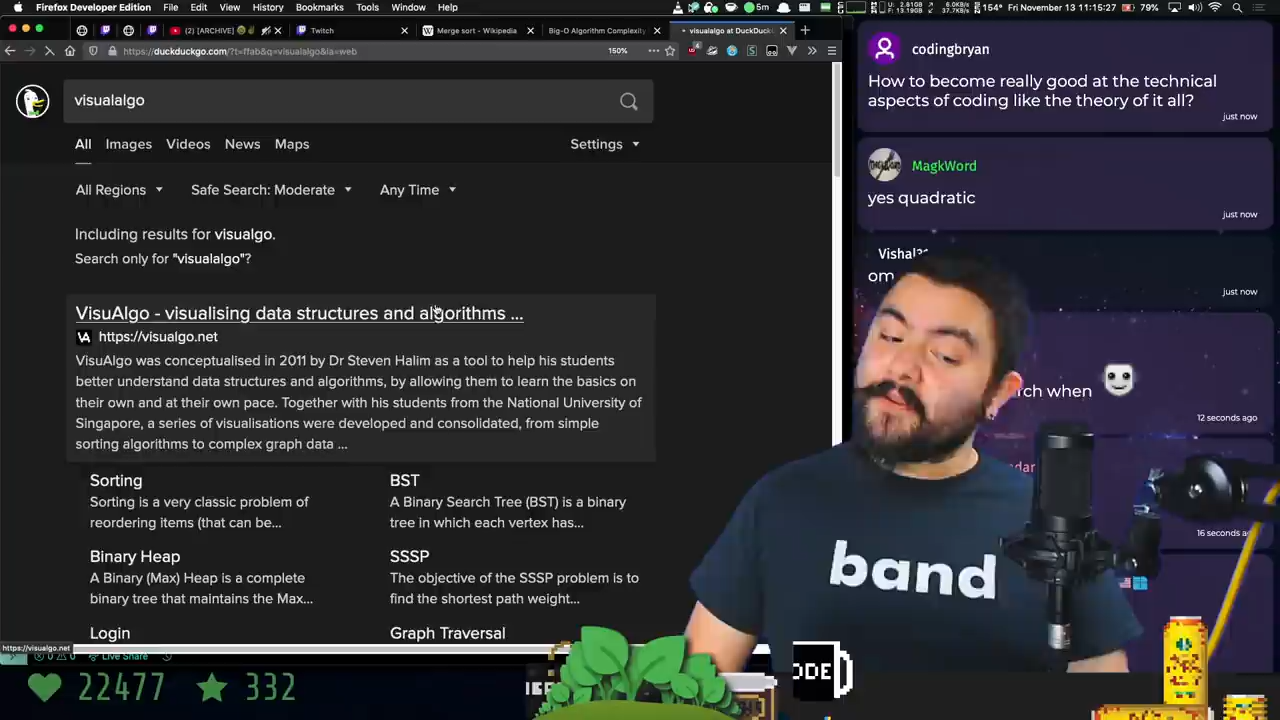 Firefox Developer Edition File Edit View History Bookmarks Tools Window Help
5m
154° Fri November 13 11:15:27 79%
(2) [ARCHIVE]
Twitch
Merge sort - Wikipedia
Big-O Algorithm Complexity
visualalgo at DuckDuck
https://duckduckgo.com/?t=ffab&q=visualalgo&ia=web
150%
visualalgo
All Images Videos News Maps Settings
All Regions Safe Search: Moderate Any Time
Including results for visualgo.
Search only for "visualalgo"?
VisuAlgo - visualising data structures and algorithms ...
https://visualgo.net
VisuAlgo was conceptualised in 2011 by Dr Steven Halim as a tool to help his students
better understand data structures and algorithms, by allowing them to learn the basics on
their own and at their own pace. Together with his students from the National University of
Singapore, a series of visualisations were developed and consolidated, from simple
sorting algorithms to complex graph data ...
Sorting
Sorting is a very classic problem of
reordering items (that can be...
BST
A Binary Search Tree (BST) is a binary
tree in which each vertex has...
Binary Heap
A Binary (Max) Heap is a complete
binary tree that maintains the Max...
SSSP
The objective of the SSSP problem is to
find the shortest path weight...
Login
Graph Traversal
https://visualgo.net
Live Share
22477 332
codingbryan
How to become really good at the technical
aspects of coding like the theory of it all?
just now
MagkWord
yes quadratic
just now
om
just now
when
12 seconds ago
16 seconds
band